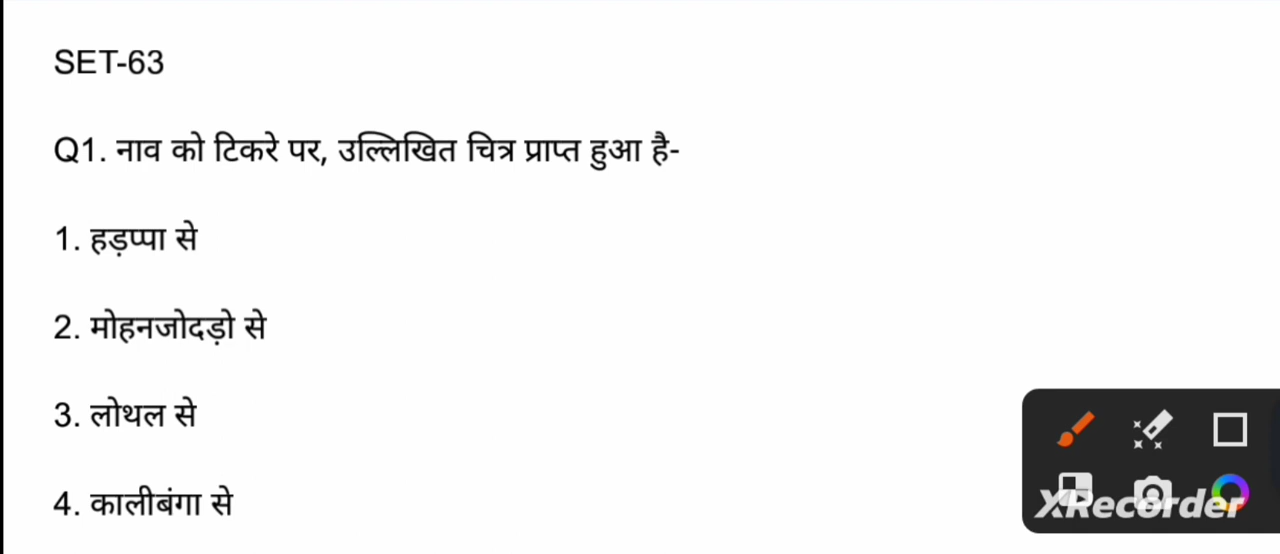 SET-63
Q1. नाव को टिकरे पर, उल्लिखित चित्र प्राप्त हुआ है-
1. हड़प्पा से
2. मोहनजोदड़ो से
3. लोथल से
4. कालीबंगा से
XRecorder